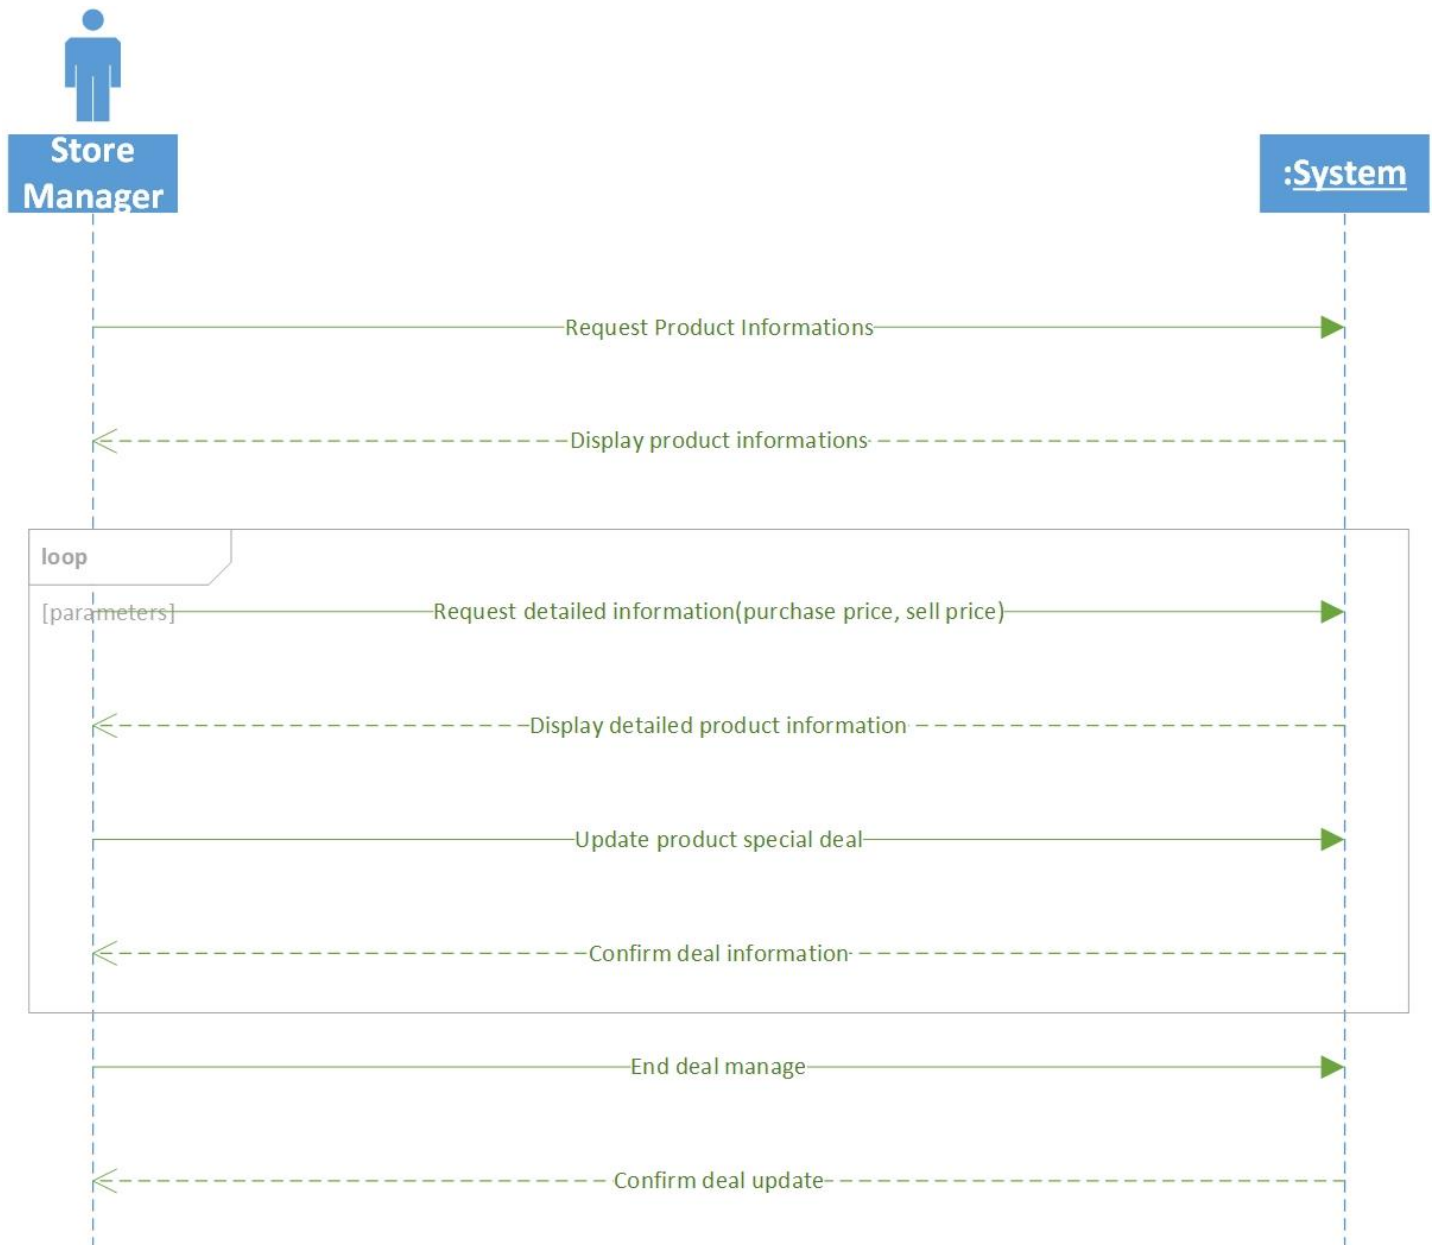 Store
Manager
:System
Request Product Informations
Display product informations
loop
[parameters]
Request detailed information(purchase price, sell price)
Display detailed product information
Update product special deal
Confirm deal information
End deal manage
Confirm deal update